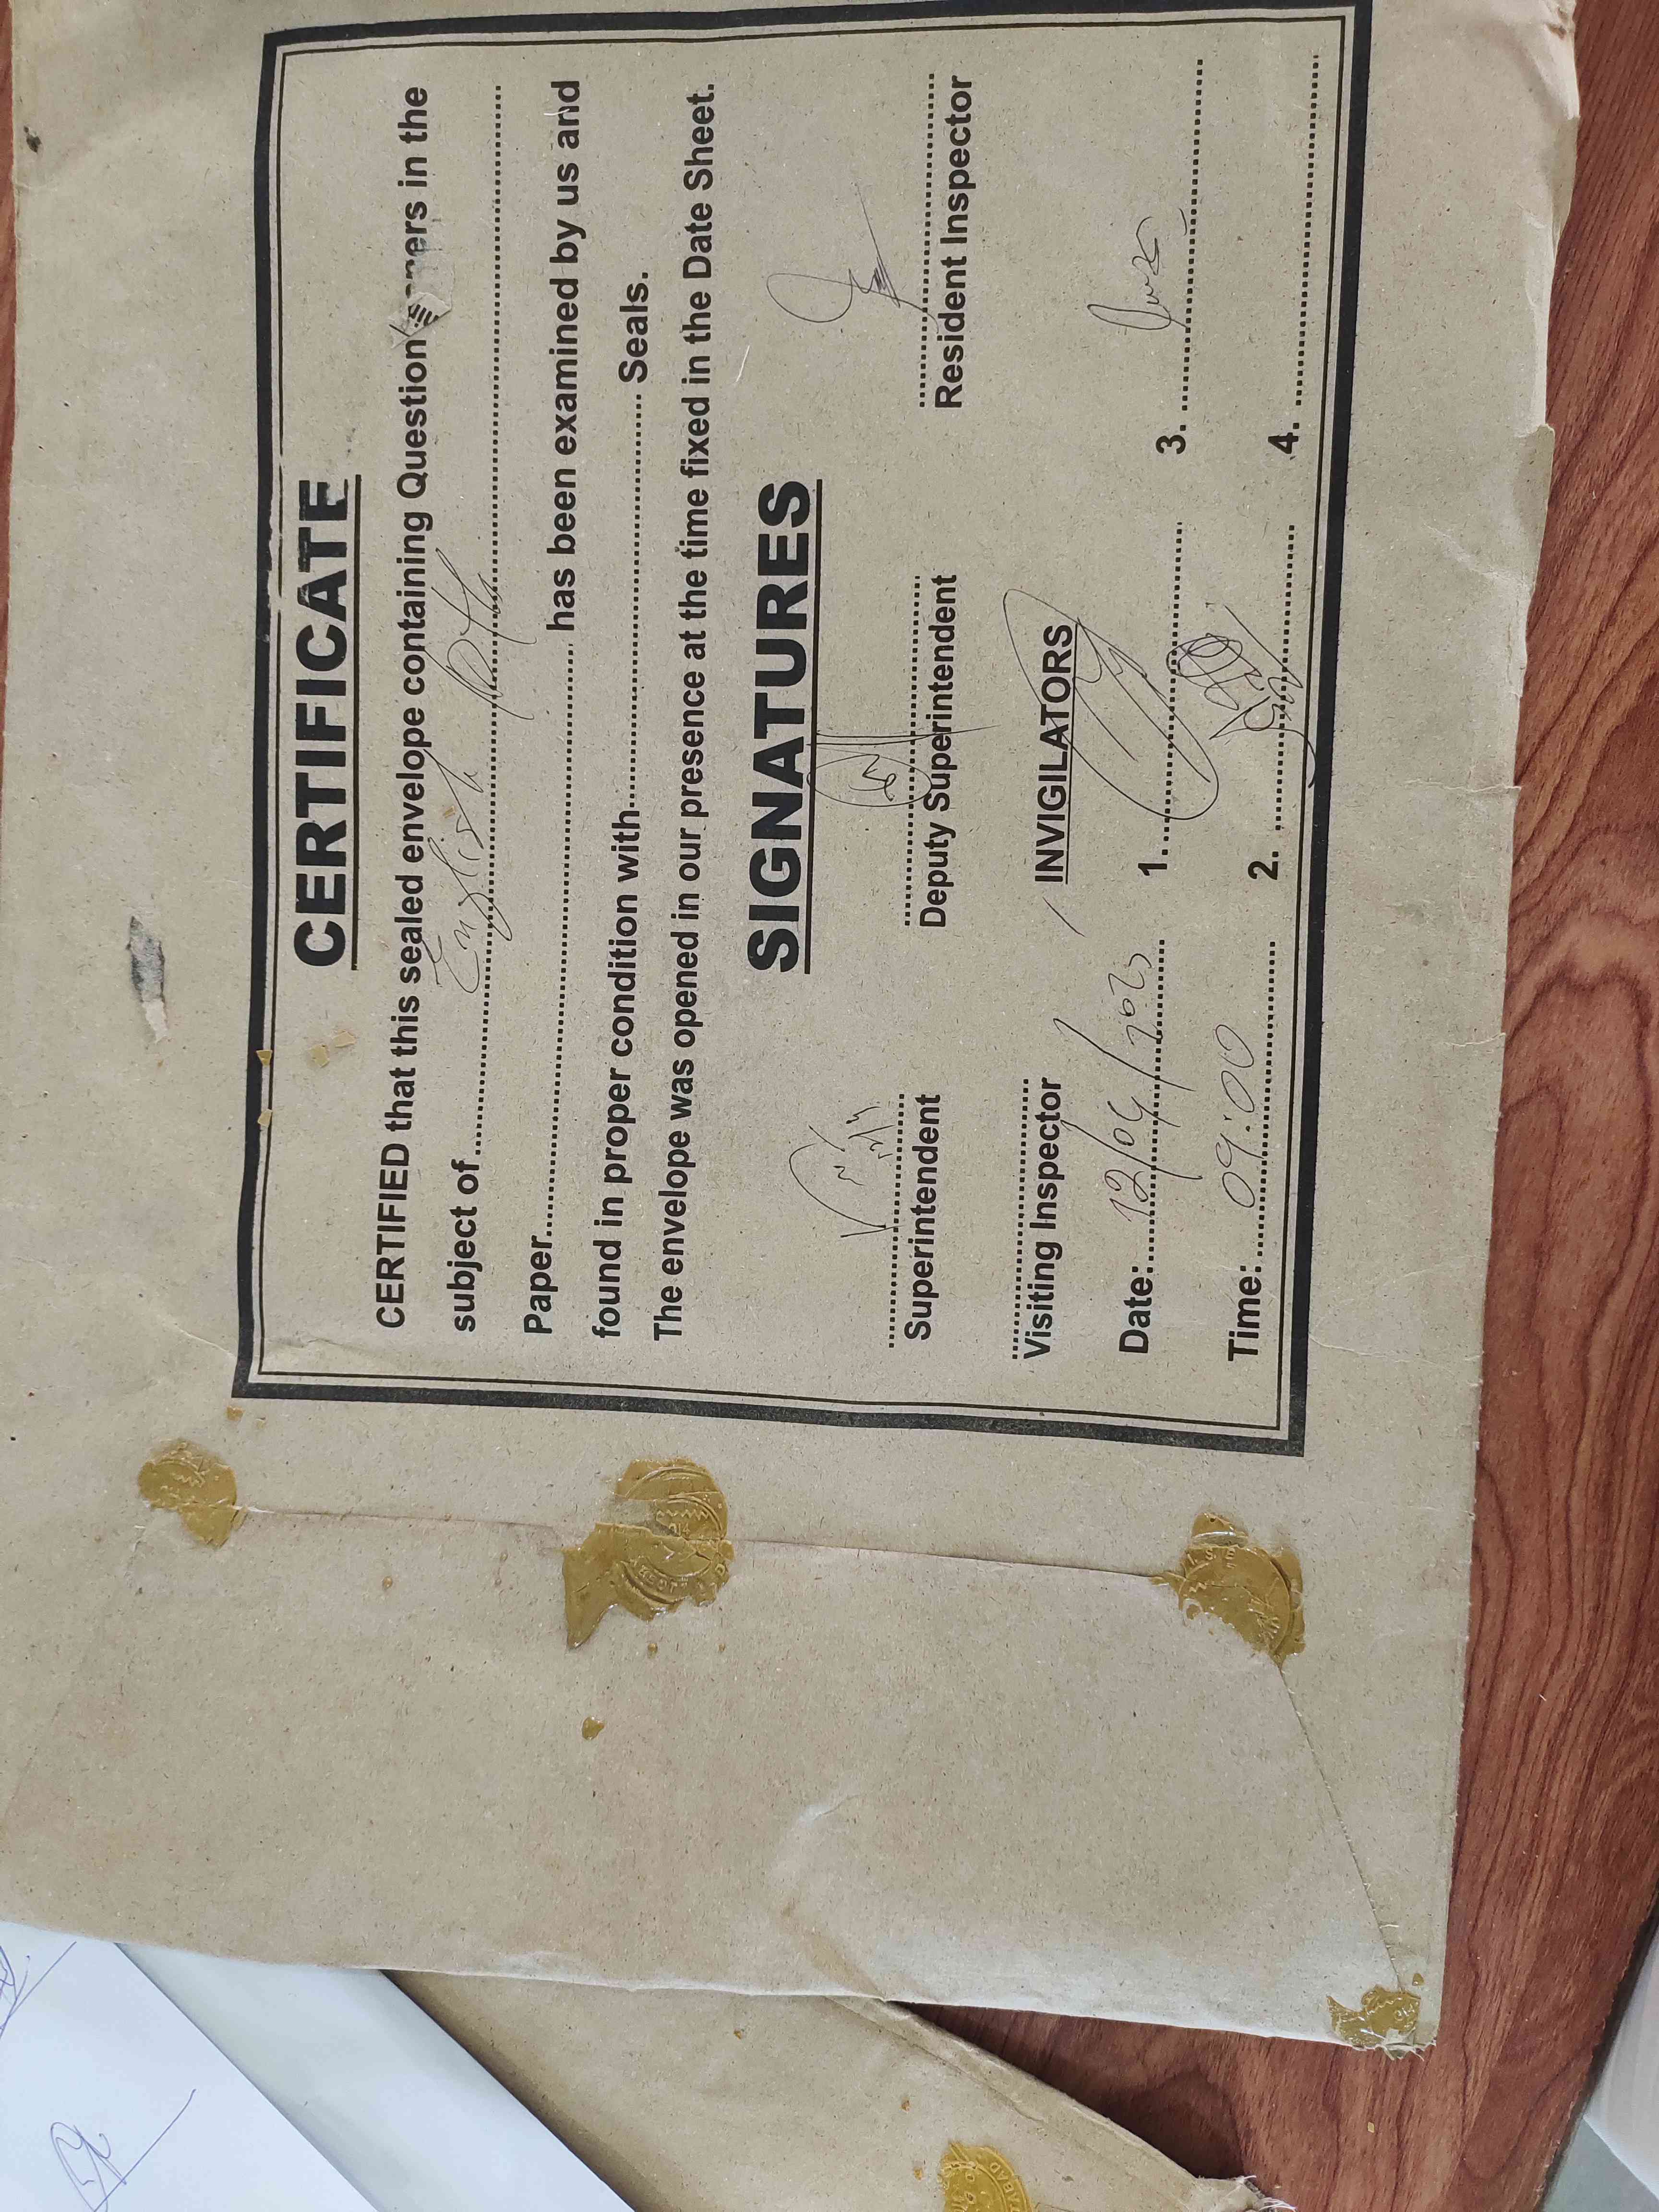 CERTIFICATE
CERTIFIED that this sealed envelope containing Question pers in the
subject of.......... English ..........
Paper.......... has been examined by us and
found in proper condition with.......... Seals.
The envelope was opened in our presence at the time fixed in the Date Sheet.
SIGNATURES
Superintendent Deputy Superintendent Resident Inspector
Visiting Inspector INVIGILATORS
Date: 12/04/2023 1. 3.
Time: 09:00 2. 4.